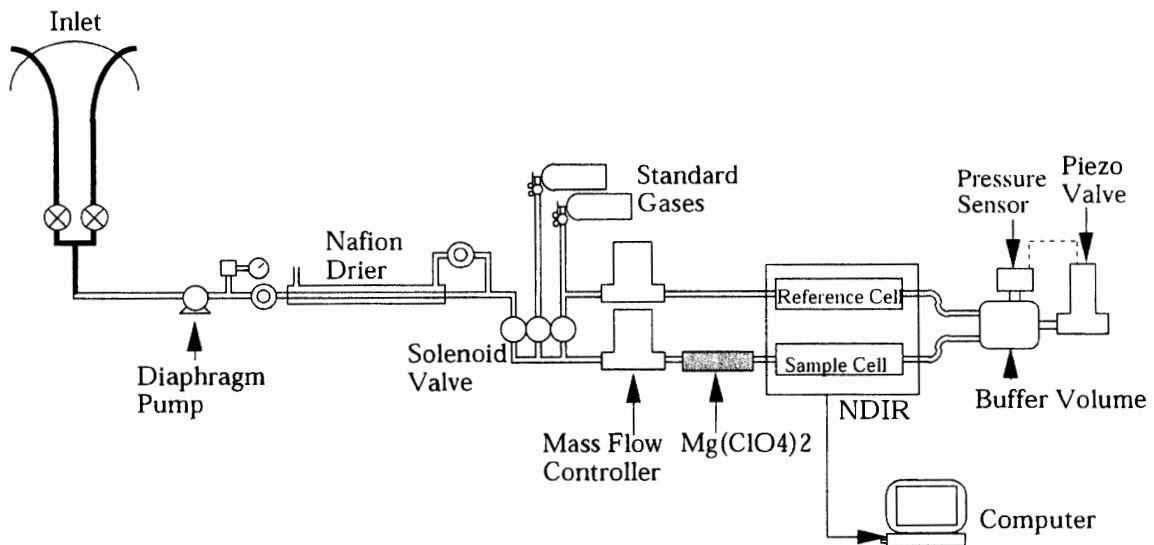 Inlet
Standard
Gases
Pressure
Sensor
Piezo
Valve
Nafion
Drier
Reference Cell
Solenoid
Valve
Sample Cell
Diaphragm
Pump
NDIR
Buffer Volume
Mass Flow
Controller
Mg(ClO4)2
Computer